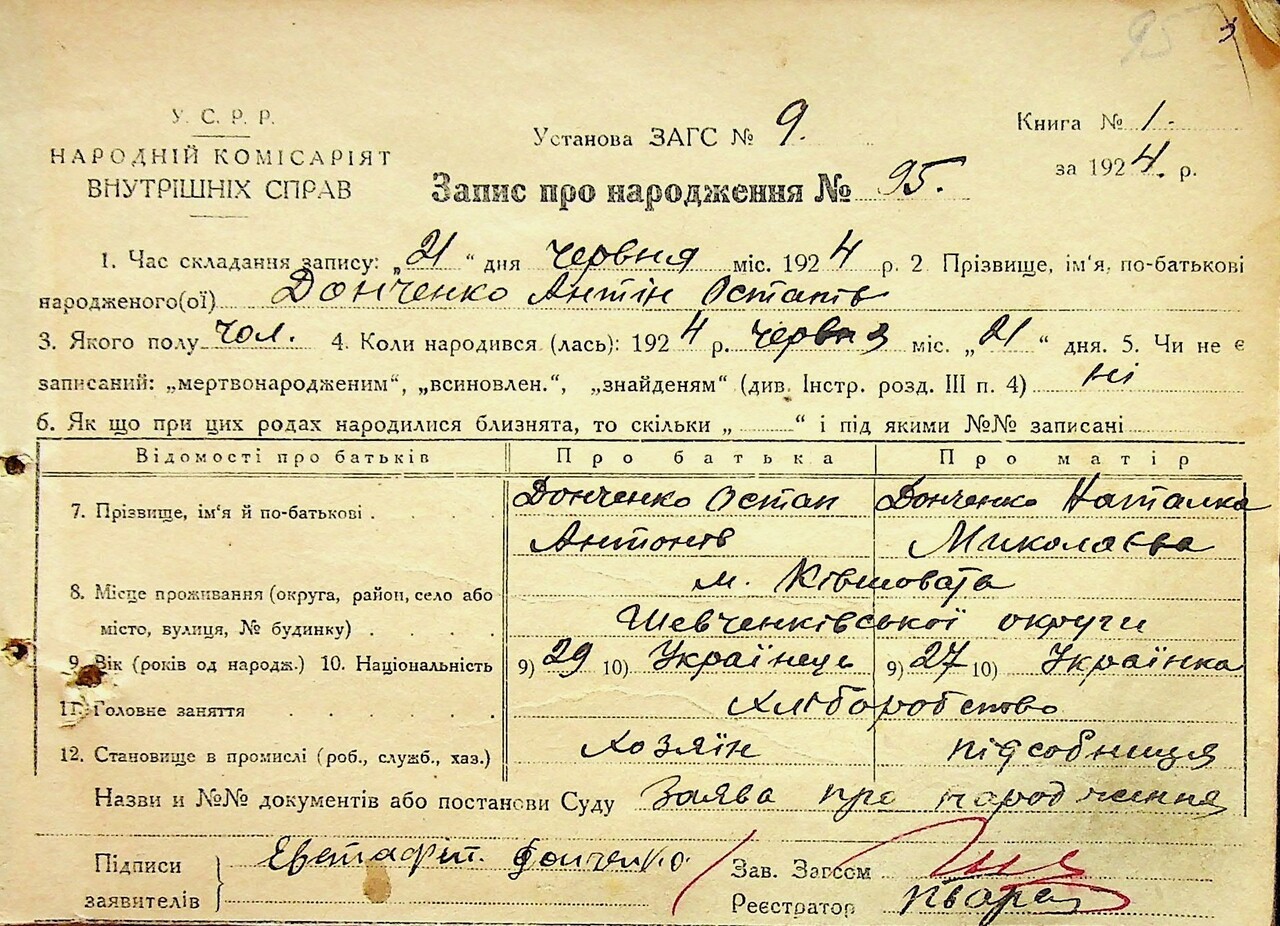 95
У. С. Р. Р.
НАРОДНІЙ КОМІСАРІЯТ
ВНУТРІШНІХ СПРАВ
Установа ЗАГС № 9.
Запис про народження № 95.
Книга № 1.
за 1924. р.
1. Час складання запису: „21“ дня червня міс. 1924 р. 2 Прізвище, ім'я, по-батькові
народженого(ої) Донченко Антін Остапів
3. Якого полу чол. 4. Коли народився (лась): 1924 р. червня міс. „21“ дня. 5. Чи не є
записаний: „мертвонародженим“, „всиновлен.“, „знайденям“ (див. Інстр. розд. III п. 4) ні
6. Як що при цих родах народилися близнята, то скільки „ “ і під якими №№ записані
Відомості про батьків Про батька Про матір
7. Прізвище, ім'я й по-батькові . . . . . Донченко Остап Донченко Наталка
Антонів Миколаєва
м. Ківшовата
8. Місце проживання (округа, район, село або
місто, вулиця, № будинку) . . . . Шевченківської округи
9. Вік (років од народж.) 10. Національність 9) 29 10) Українець 9) 27 10) Українка
11. Головне заняття . . . . . . Хліборобство
12. Становище в промислі (роб., служб., хаз.) Хозяїн підсобниця
Назви и №№ документів або постанови Суду Заява про народження
Підписи
заявителів
Евстафій Донченко
Зав. Загсом
Реєстратор